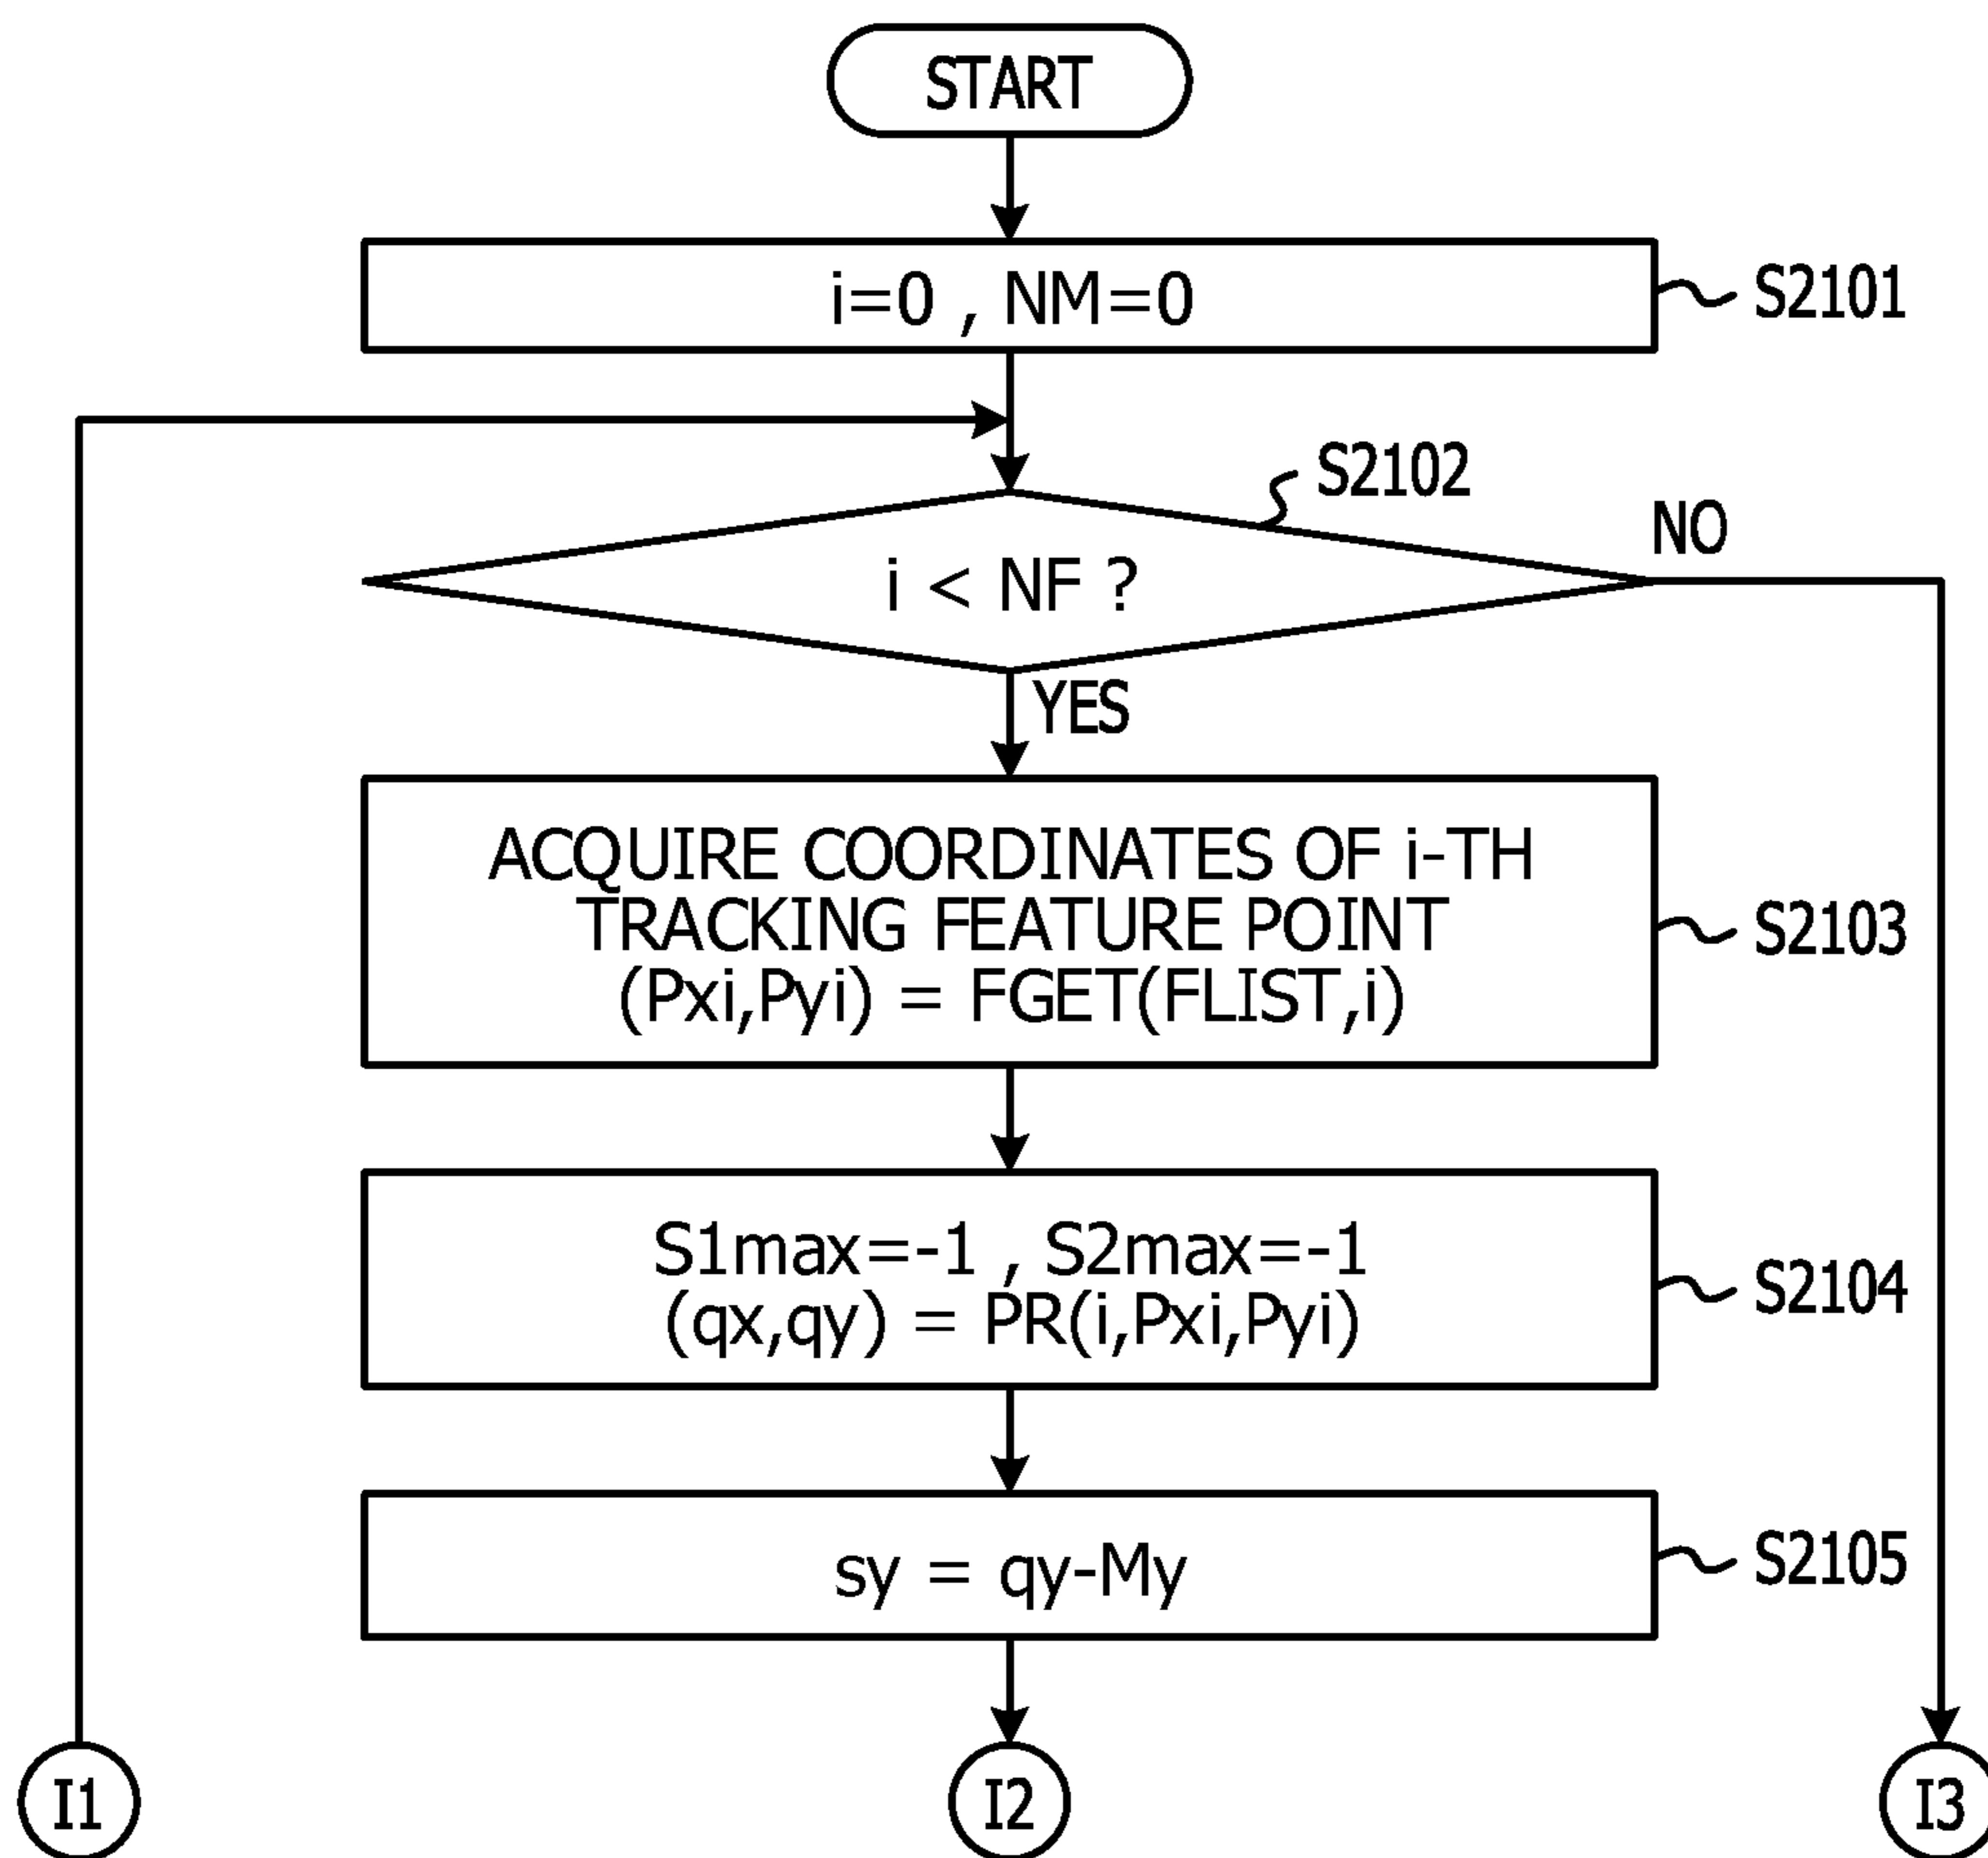 START
i=0 , NM=0
S2101
S2102
NO
i < NF ?
YES
ACQUIRE COORDINATES OF i-TH
TRACKING FEATURE POINT
(Pxi,Pyi) = FGET(FLIST,i)
S2103
S1max=-1 , S2max=-1
(qx,qy) = PR(i,Pxi,Pyi)
S2104
sy = qy-My
S2105
I1
I2
I3